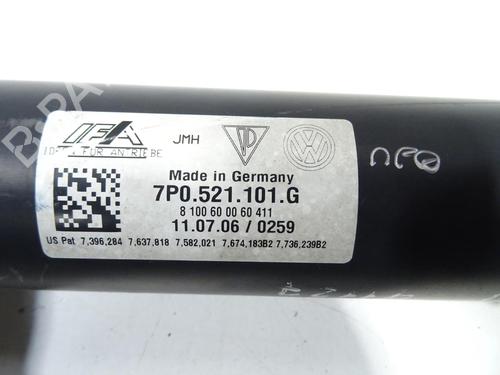 IFA
JMH
Made in Germany
7P0.521.101.G
8 100 60 00 60 411
11.07.06 / 0259
US Pat 7,396,284 7,637,818 7,582,021 7,674,183B2 7,736,239B2